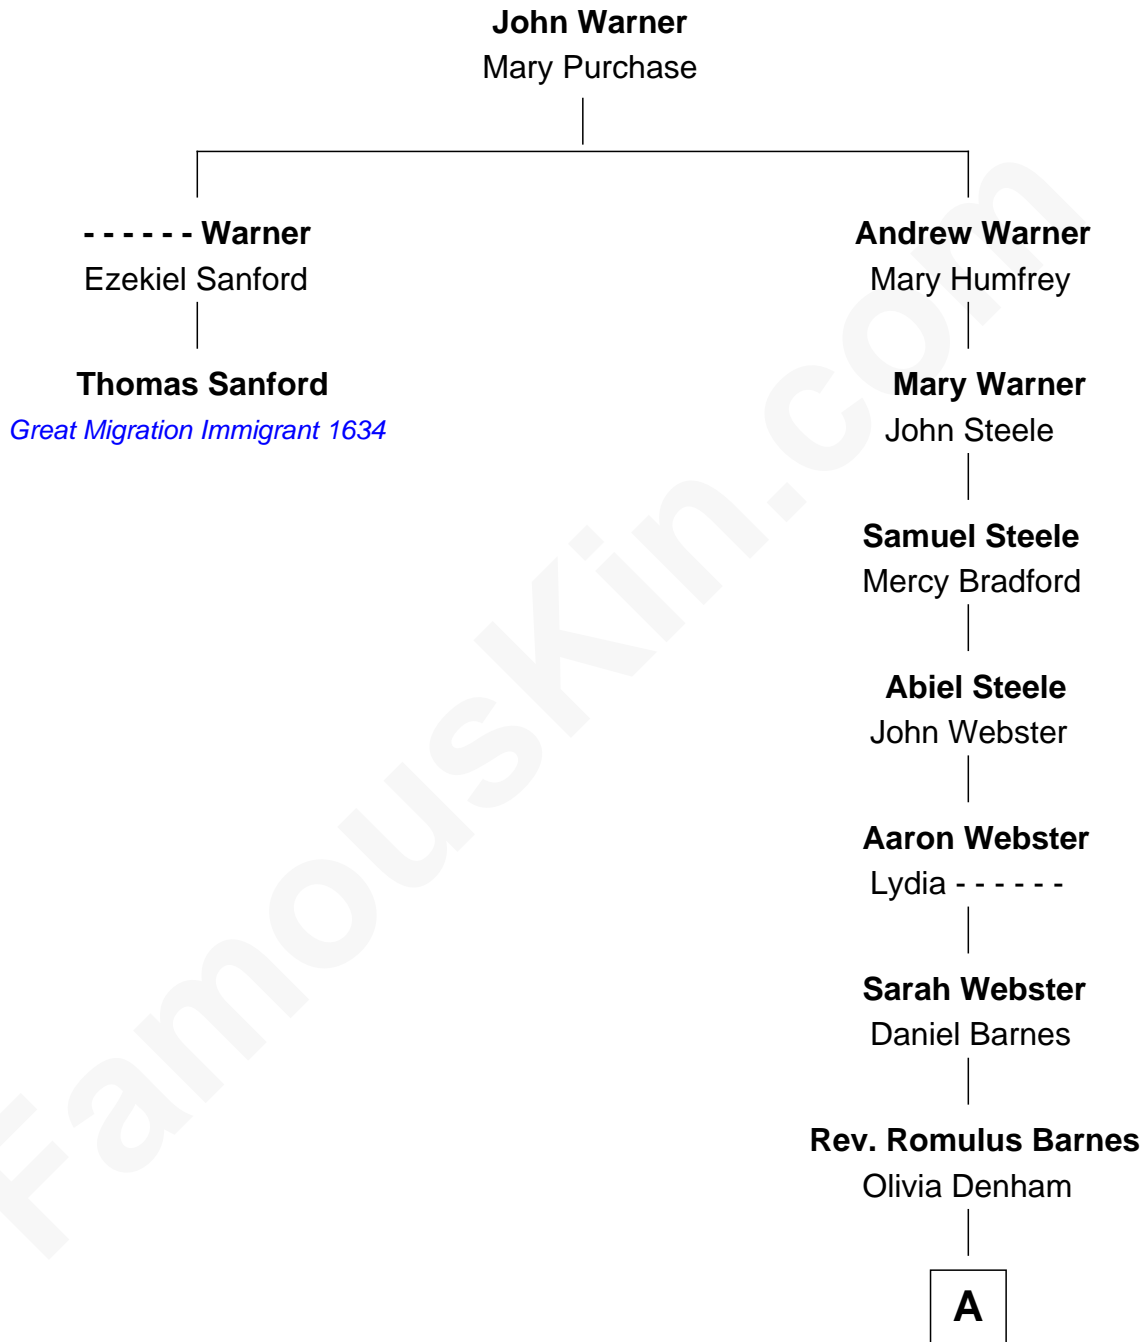 John Warner
Mary Purchase
- - - - - - Warner
Ezekiel Sanford
Thomas Sanford
Great Migration Immigrant 1634
Andrew Warner
Mary Humfrey
Mary Warner
John Steele
Samuel Steele
Mercy Bradford
Abiel Steele
John Webster
Aaron Webster
Lydia - - - - - -
Sarah Webster
Daniel Barnes
Rev. Romulus Barnes
Olivia Denham
A
FamousKin.com